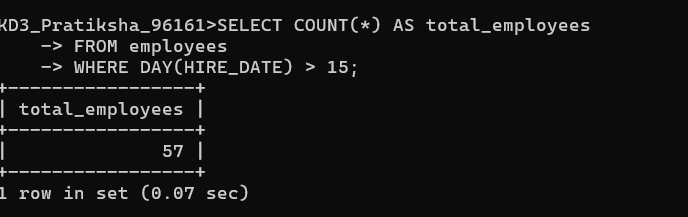 KD3_Pratiksha_96161>SELECT COUNT(*) AS total_employees
    -> FROM employees
    -> WHERE DAY(HIRE_DATE) > 15;
+-----------------+
| total_employees |
+-----------------+
|              57 |
+-----------------+
1 row in set (0.07 sec)